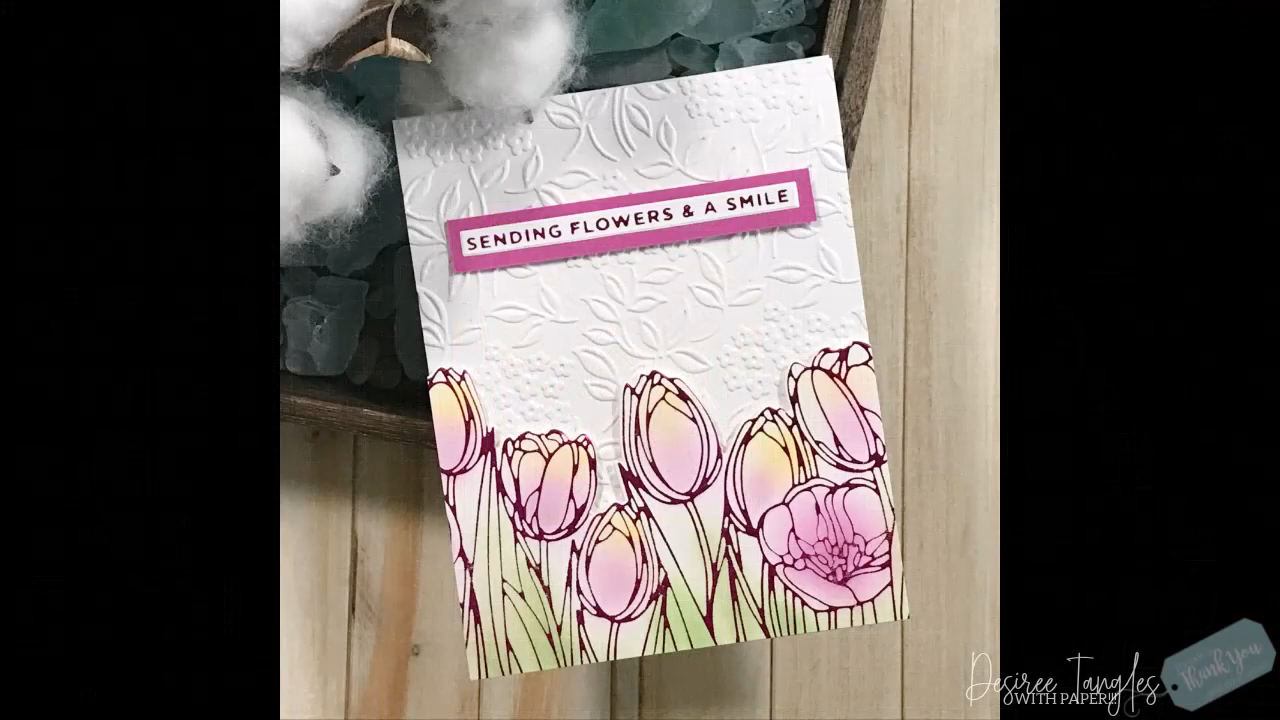 SENDING FLOWERS & A SMILE
Desiree Tangles
WITH PAPER!!!
Thank You